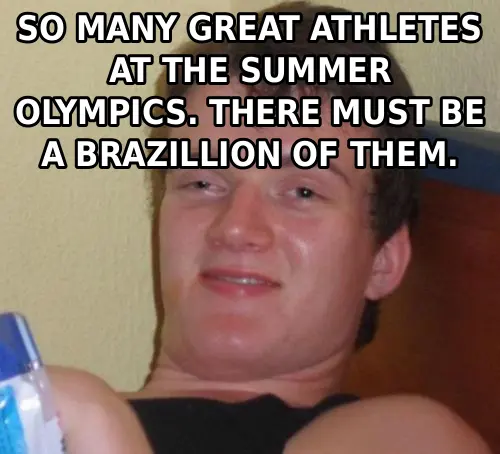 SO MANY GREAT ATHLETES
AT THE SUMMER
OLYMPICS. THERE MUST BE
A BRAZILLION OF THEM.